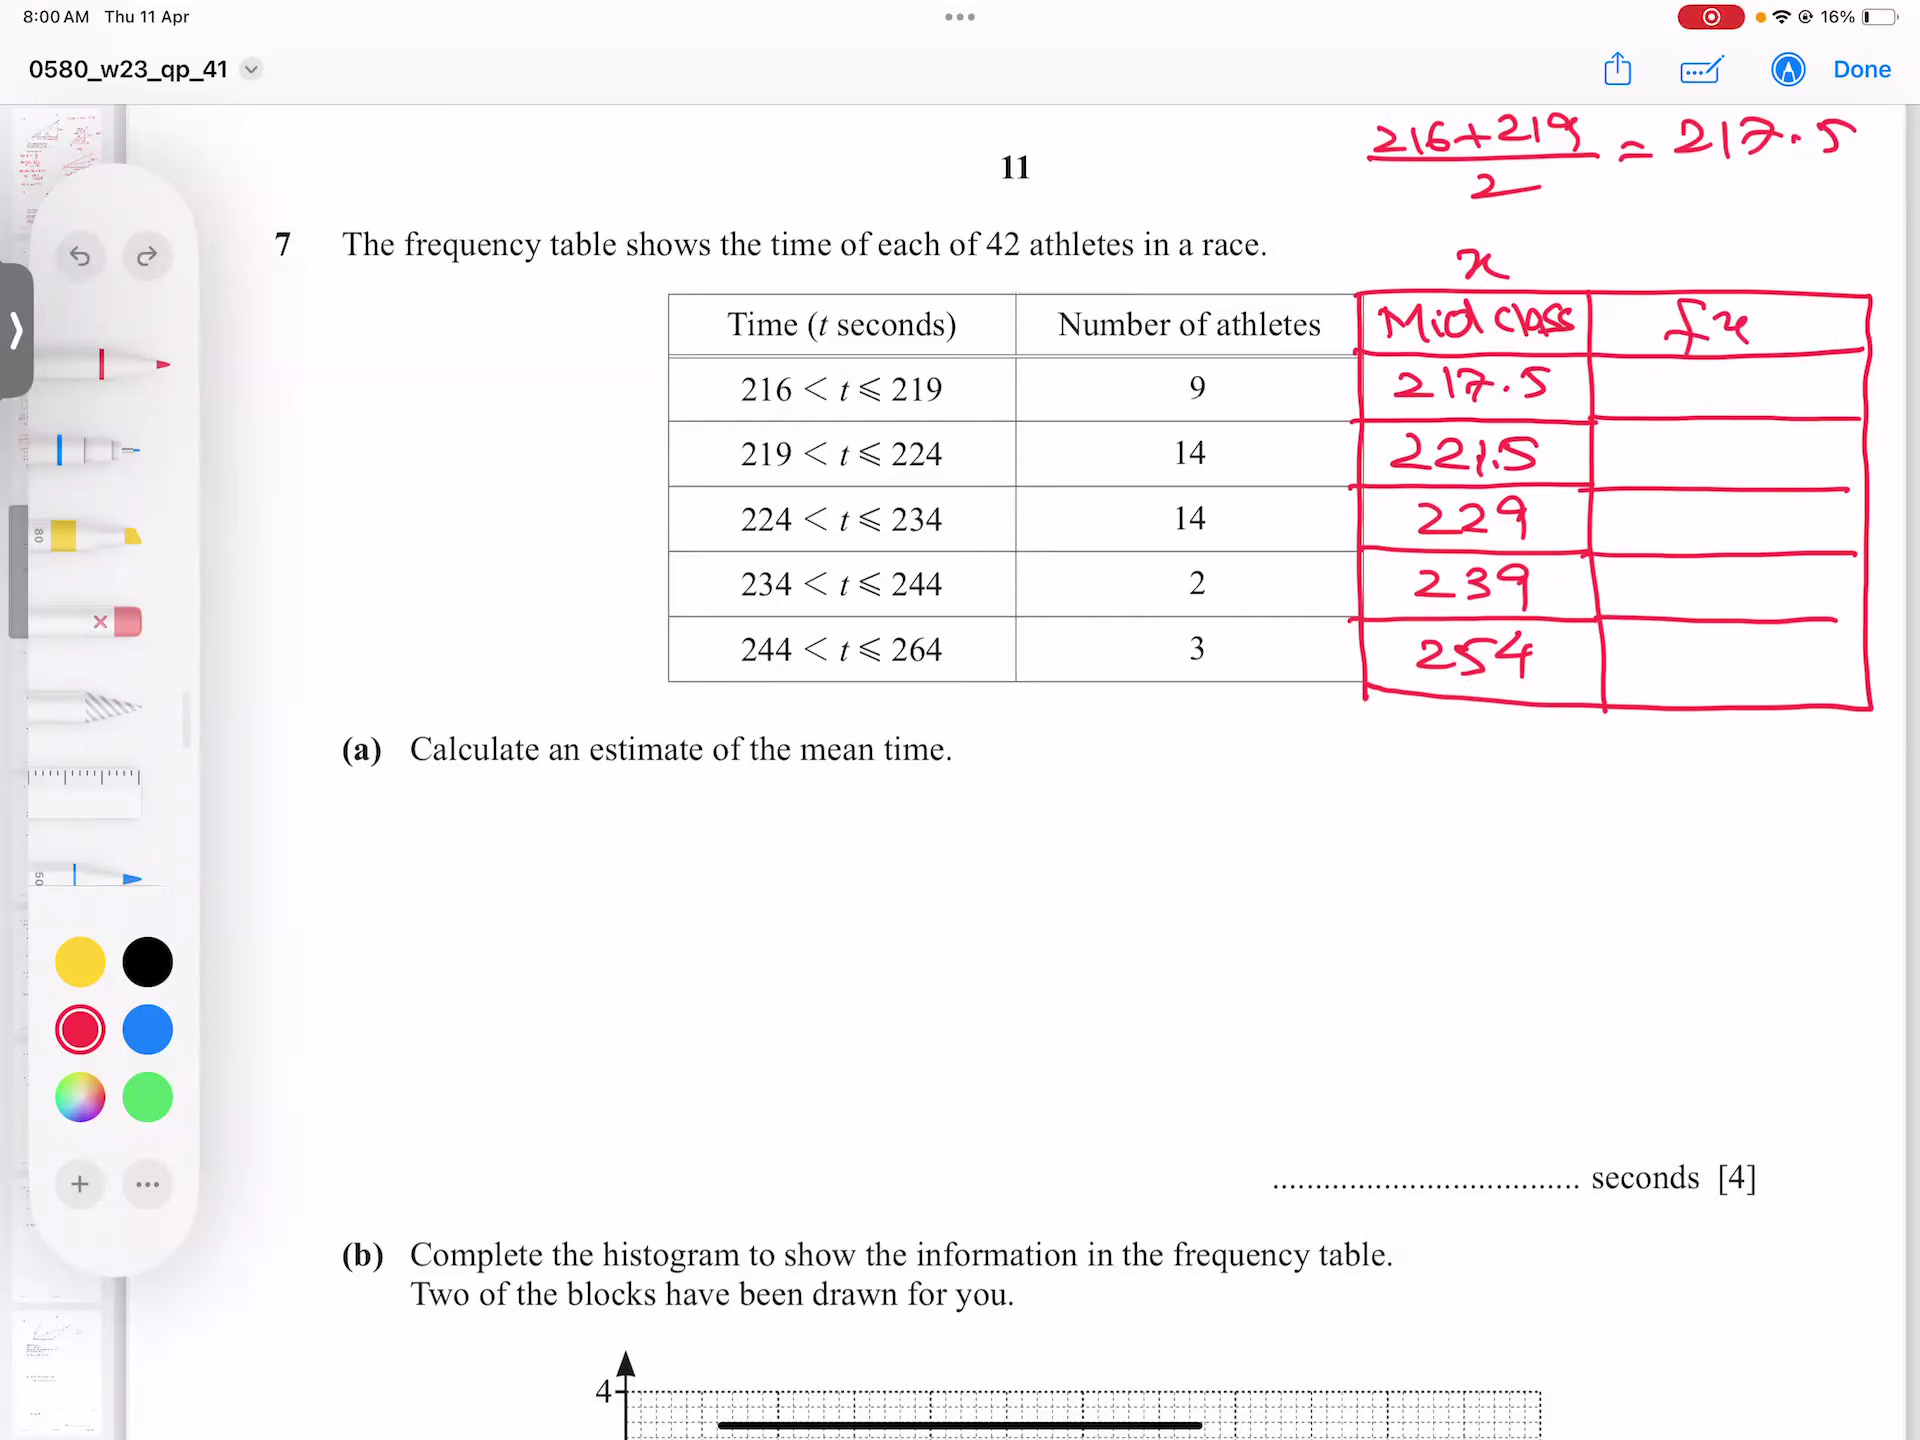 8:00 AM Thu 11 Apr
16%
0580_w23_qp_41
Done
216+219 / 2 = 217.5
11
7 The frequency table shows the time of each of 42 athletes in a race.
x
Time (t seconds) Number of athletes Mid class fx
216 < t ⩽ 219 9 217.5
219 < t ⩽ 224 14 221.5
224 < t ⩽ 234 14 229
234 < t ⩽ 244 2 239
244 < t ⩽ 264 3 254
(a) Calculate an estimate of the mean time.
.................................... seconds [4]
(b) Complete the histogram to show the information in the frequency table.
Two of the blocks have been drawn for you.
4
80
50